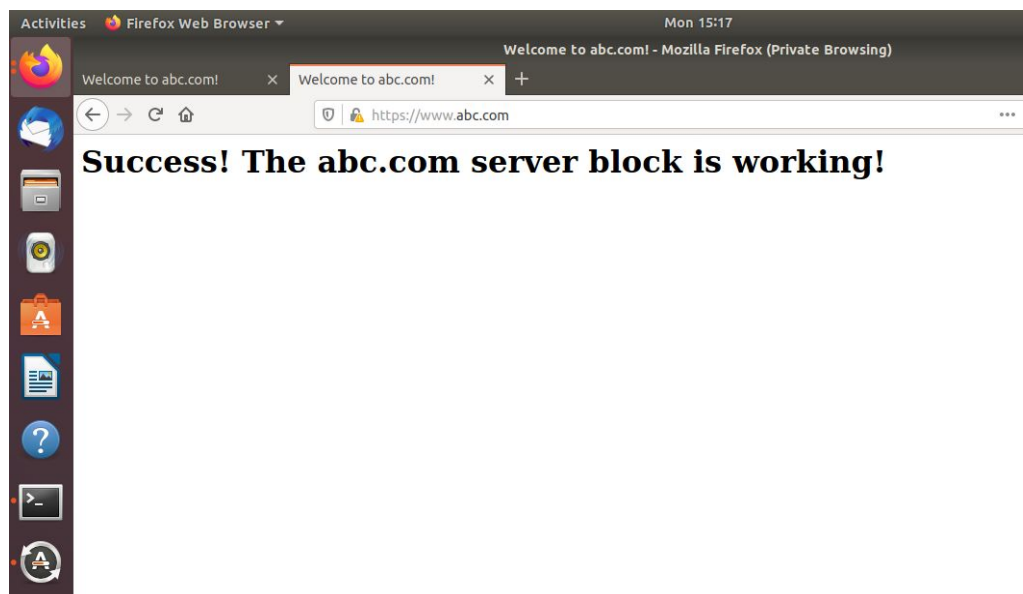 Activities Firefox Web Browser Mon 15:17
Welcome to abc.com! - Mozilla Firefox (Private Browsing)
Welcome to abc.com! Welcome to abc.com!
https://www.abc.com
Success! The abc.com server block is working!